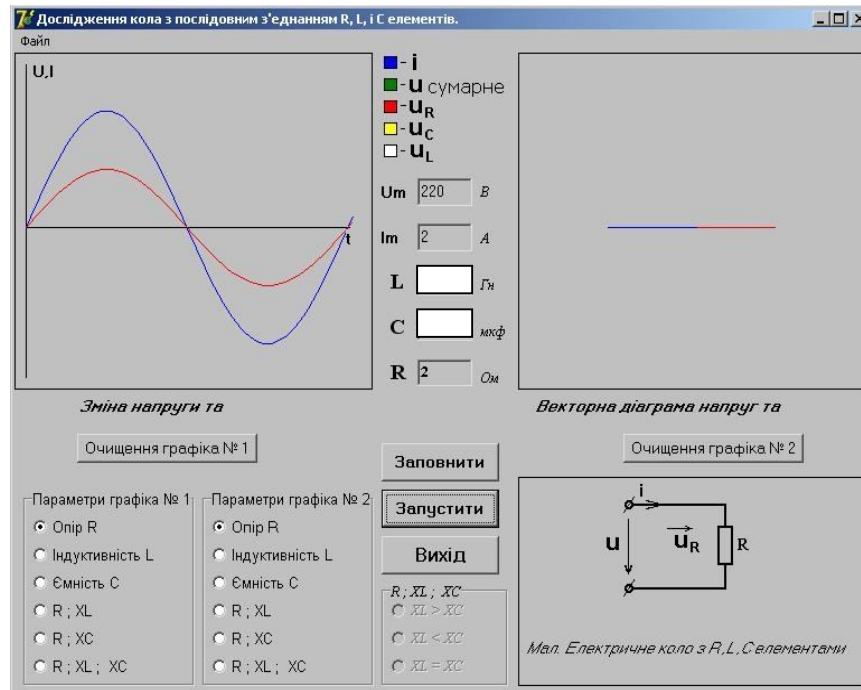 Дослідження кола з послідовним з'єднанням R, L, і C елементів.
Файл
U,I
t
- i
- u сумарне
- uR
- uC
- uL
Um 220 В
Im 2 А
L Гн
C мкф
R 2 Ом
Зміна напруги та
Векторна діаграма напруг та
Очищення графіка № 1
Очищення графіка № 2
Заповнити
Запустити
Вихід
Параметри графіка № 1
Опір R
Індуктивність L
Ємність C
R ; XL
R ; XC
R ; XL ; XC
Параметри графіка № 2
Опір R
Індуктивність L
Ємність C
R ; XL
R ; XC
R ; XL ; XC
R ; XL ; XC
XL > XC
XL < XC
XL = XC
i
u
uR
R
Мал. Електричне коло з R,L,C елементами